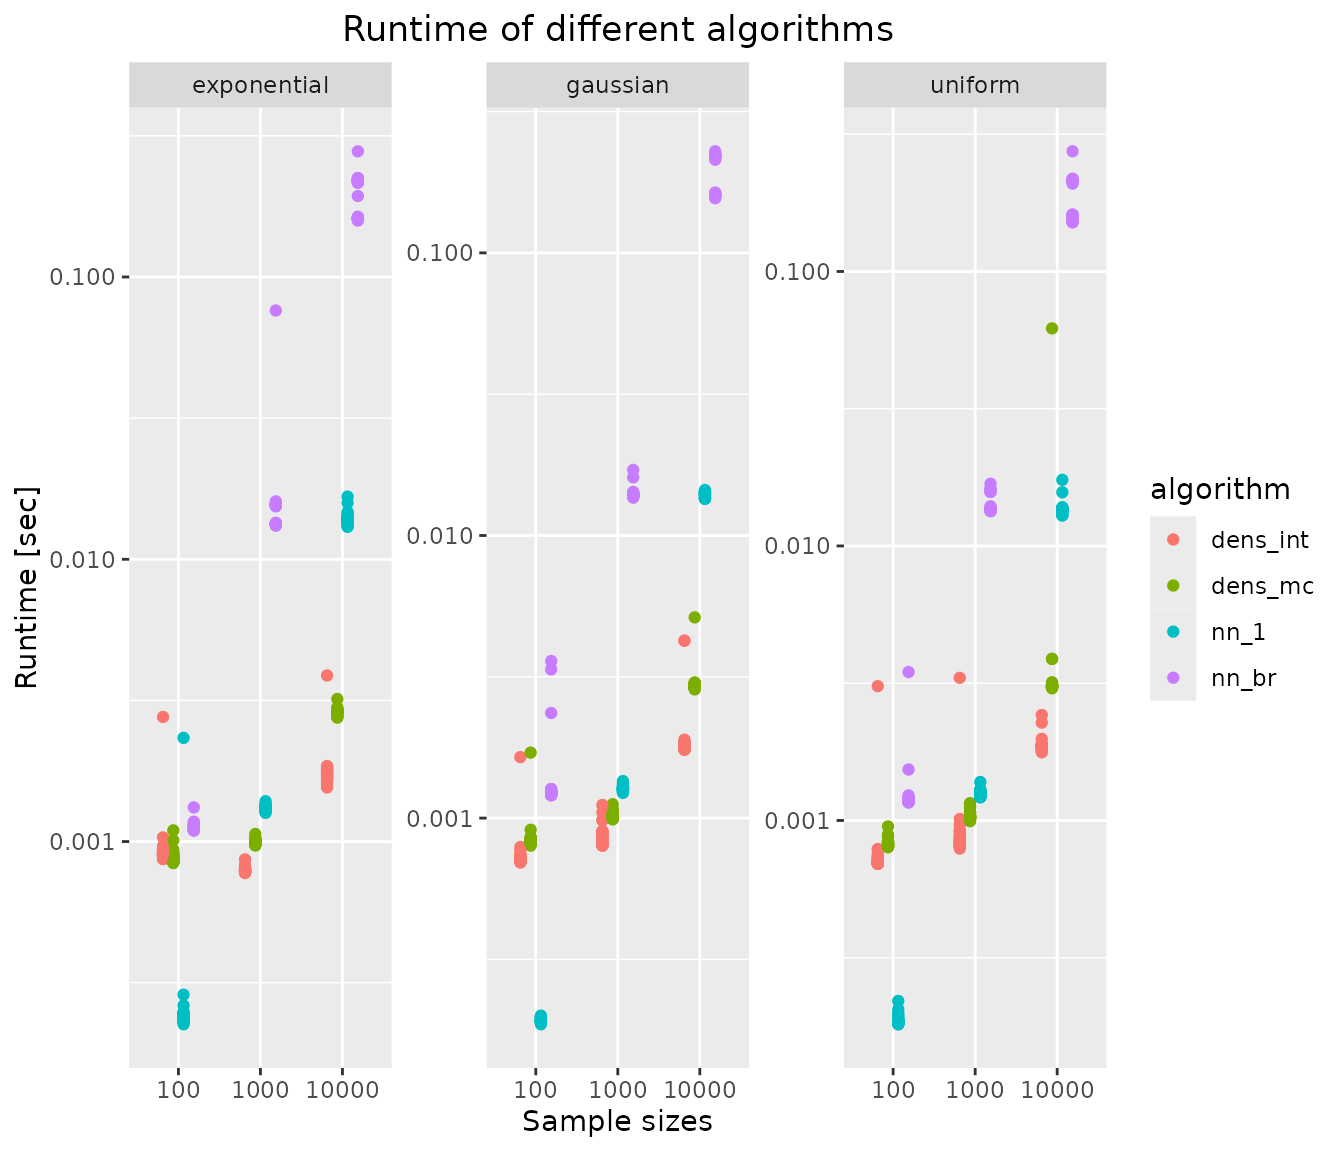 Runtime of different algorithms
exponential
gaussian
uniform
Runtime [sec]
0.100
0.010
0.001
0.100
0.010
0.001
0.100
0.010
0.001
100 1000 10000
100 1000 10000
100 1000 10000
Sample sizes
algorithm
dens_int
dens_mc
nn_1
nn_br